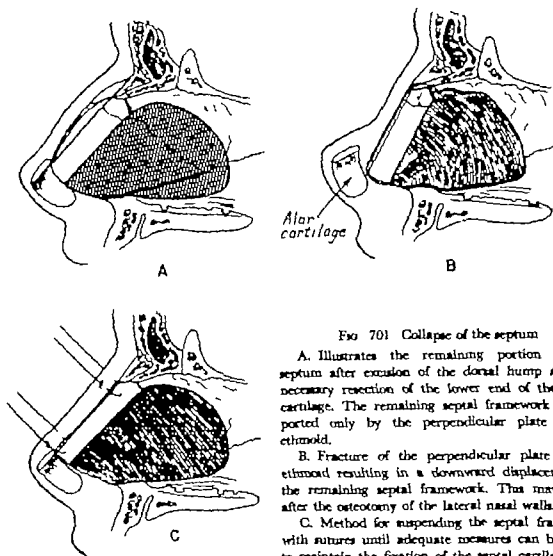 Alar
cartilage
A
B
C
FIG 701 Collapse of the septum
A. Illustrates the remaining portion
septum after excision of the dorsal hump
necessary resection of the lower end of the
cartilage. The remaining septal framework
ported only by the perpendicular plate
ethmoid.
B. Fracture of the perpendicular plate
ethmoid resulting in a downward displace
the remaining septal framework. This may
after the osteotomy of the lateral nasal walls
C. Method for suspending the septal fra
with sutures until adequate measures can b
to maintain the fixation of the septal